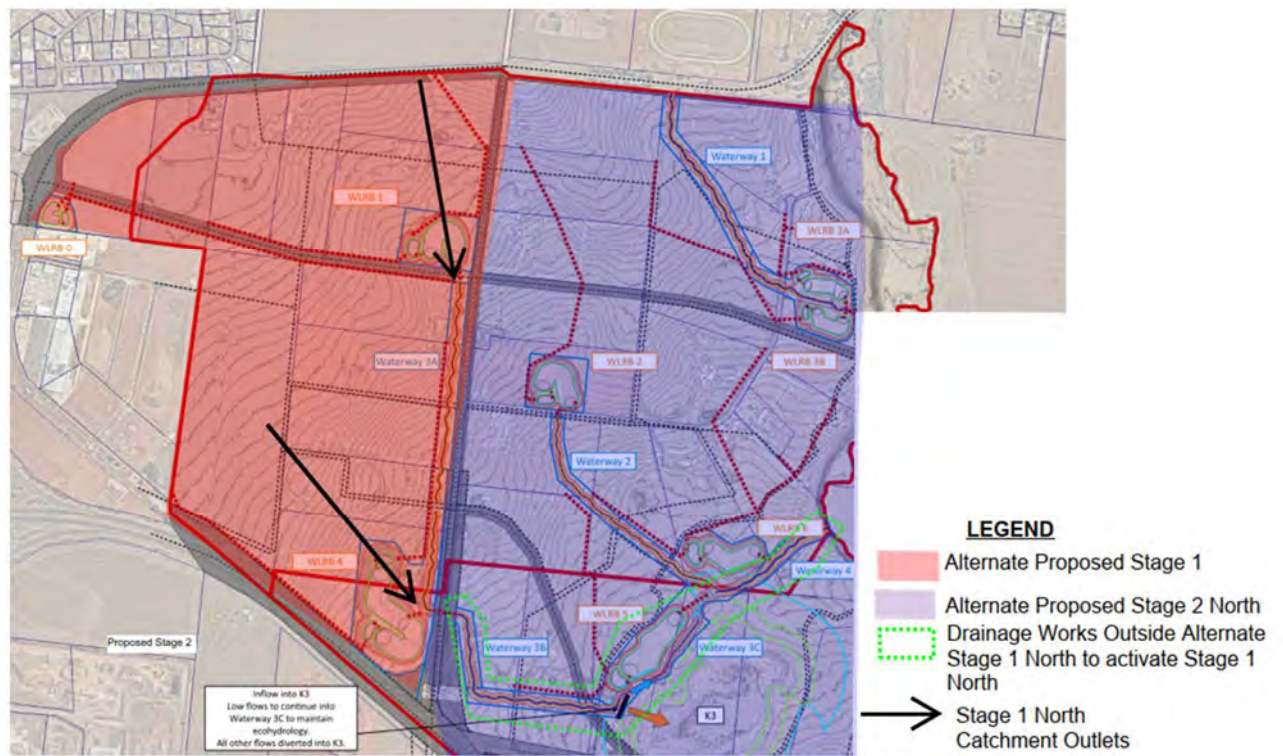 Waterway 1
WLRB 1
WLRB 3A
WLRB 0
Waterway 3A
WLRB 2
WLRB 3B
Waterway 2
WLRB 4
WLRB 6
Waterway 4
WLRB 5
Waterway 3B
Waterway 3C
K3
Proposed Stage 2
Inflow into K3
Low flows to continue into
Waterway 3C to maintain
ecohydrology.
All other flows diverted into K3.
LEGEND
Alternate Proposed Stage 1
Alternate Proposed Stage 2 North
Drainage Works Outside Alternate
Stage 1 North to activate Stage 1
North
Stage 1 North
Catchment Outlets